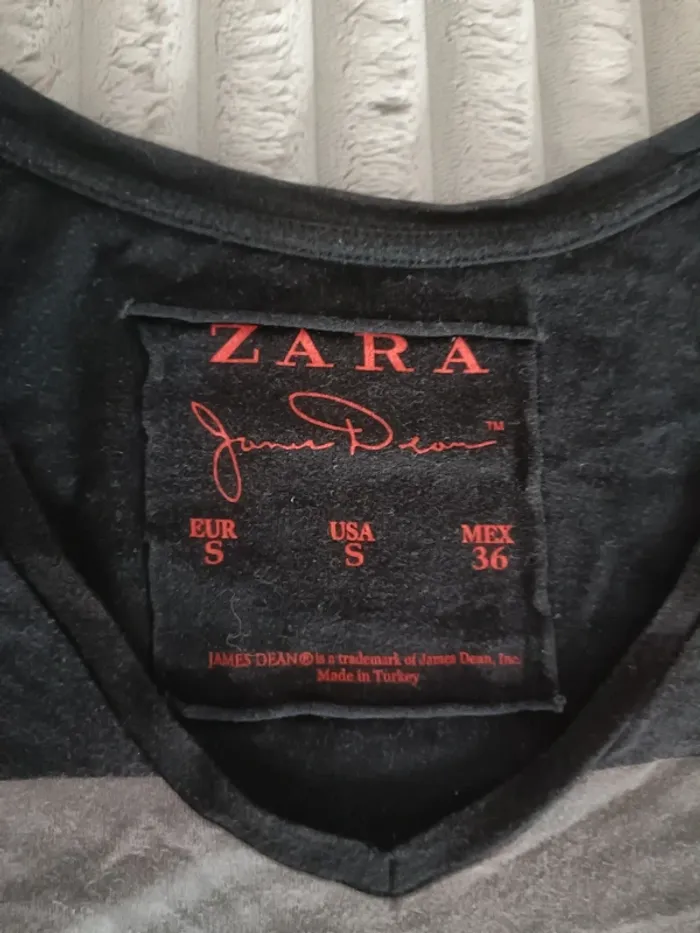 ZARA
James Dean™
EUR USA MEX
S S 36
JAMES DEAN® is a trademark of James Dean, Inc.
Made in Turkey